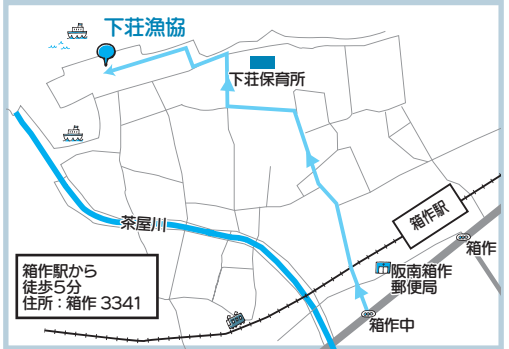 下荘漁協
下荘保育所
茶屋川
箱作駅
箱作
阪南箱作
郵便局
箱作中
箱作駅から
徒歩5分
住所：箱作 3341